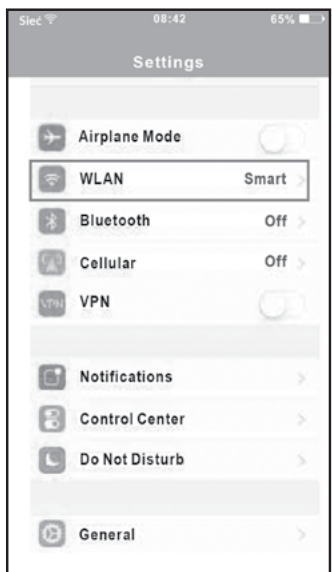 Sieć 08:42 65%
Settings
Airplane Mode
WLAN Smart
Bluetooth Off
Cellular Off
VPN VPN
Notifications
Control Center
Do Not Disturb
General